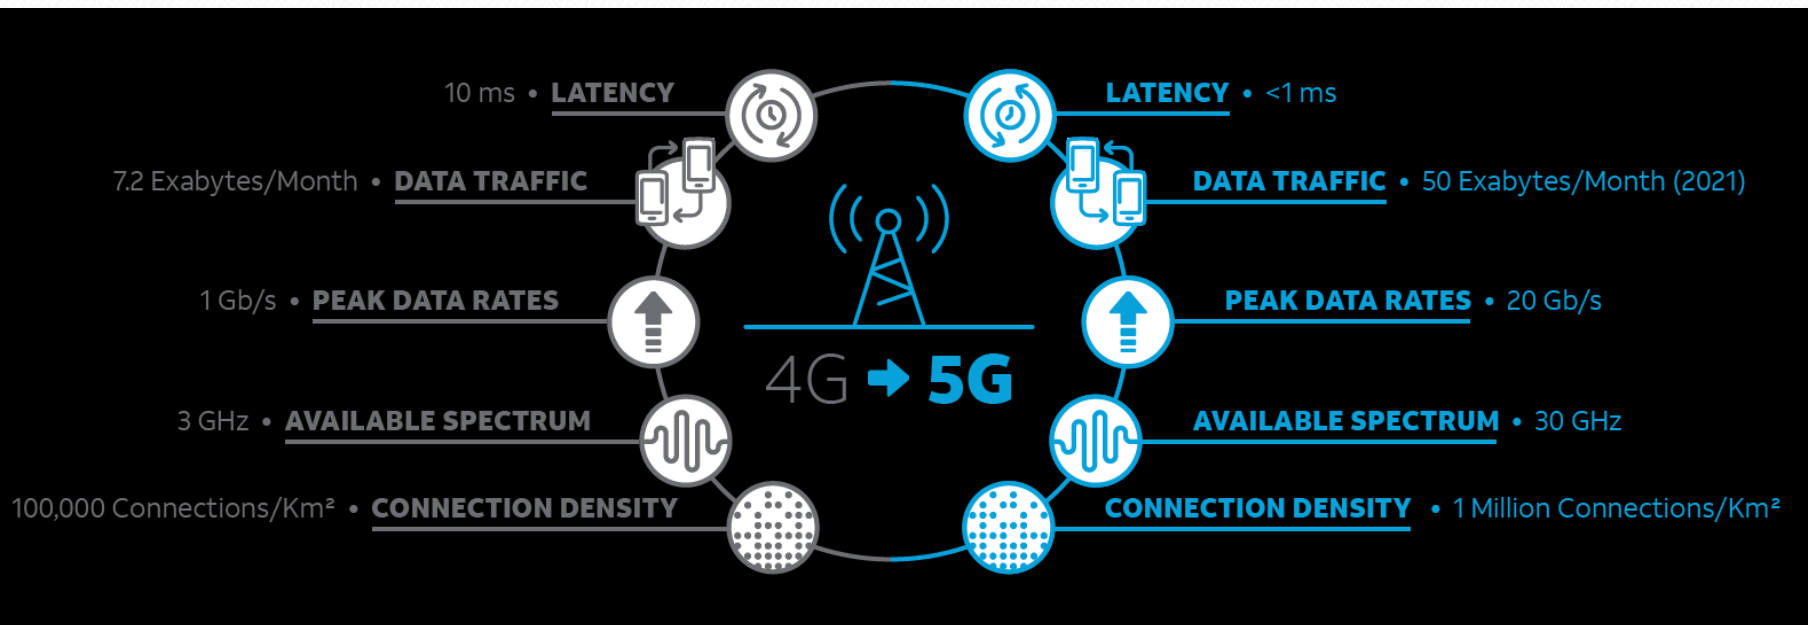 10 ms • LATENCY
7.2 Exabytes/Month • DATA TRAFFIC
1 Gb/s • PEAK DATA RATES
3 GHz • AVAILABLE SPECTRUM
100,000 Connections/Km² • CONNECTION DENSITY
4G → 5G
LATENCY • <1 ms
DATA TRAFFIC • 50 Exabytes/Month (2021)
PEAK DATA RATES • 20 Gb/s
AVAILABLE SPECTRUM • 30 GHz
CONNECTION DENSITY • 1 Million Connections/Km²